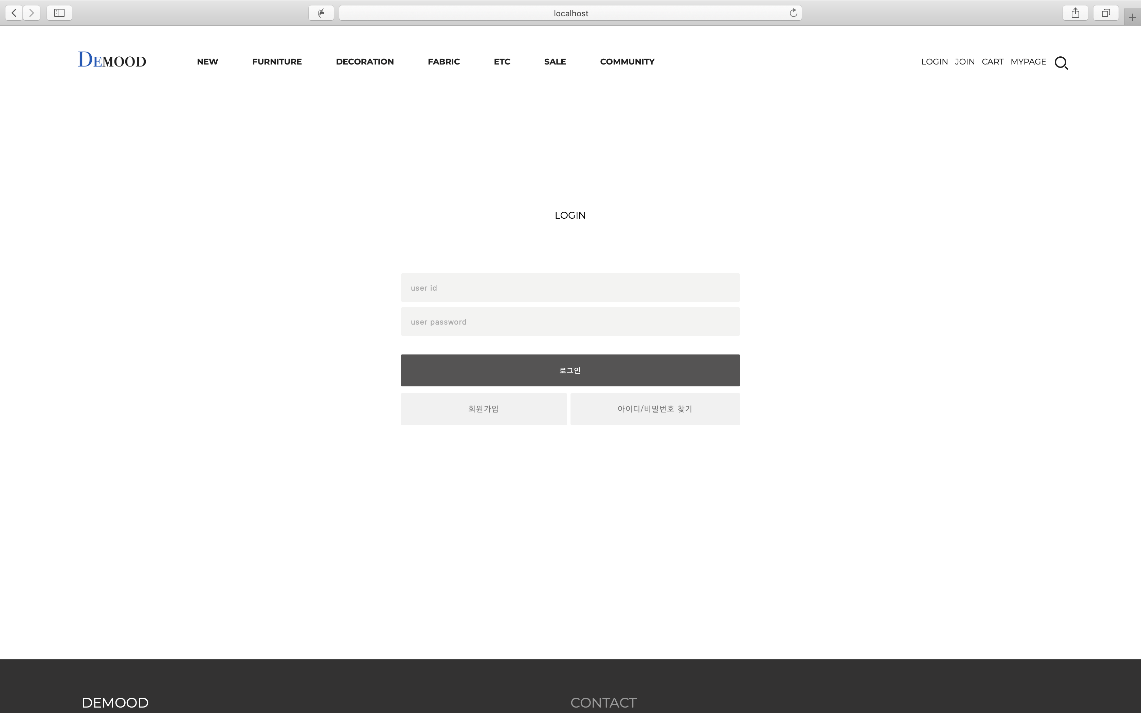 localhost
DEMOOD NEW FURNITURE DECORATION FABRIC ETC SALE COMMUNITY LOGIN JOIN CART MYPAGE
LOGIN
user id
user password
로그인
회원가입 아이디/비밀번호 찾기
DEMOOD CONTACT